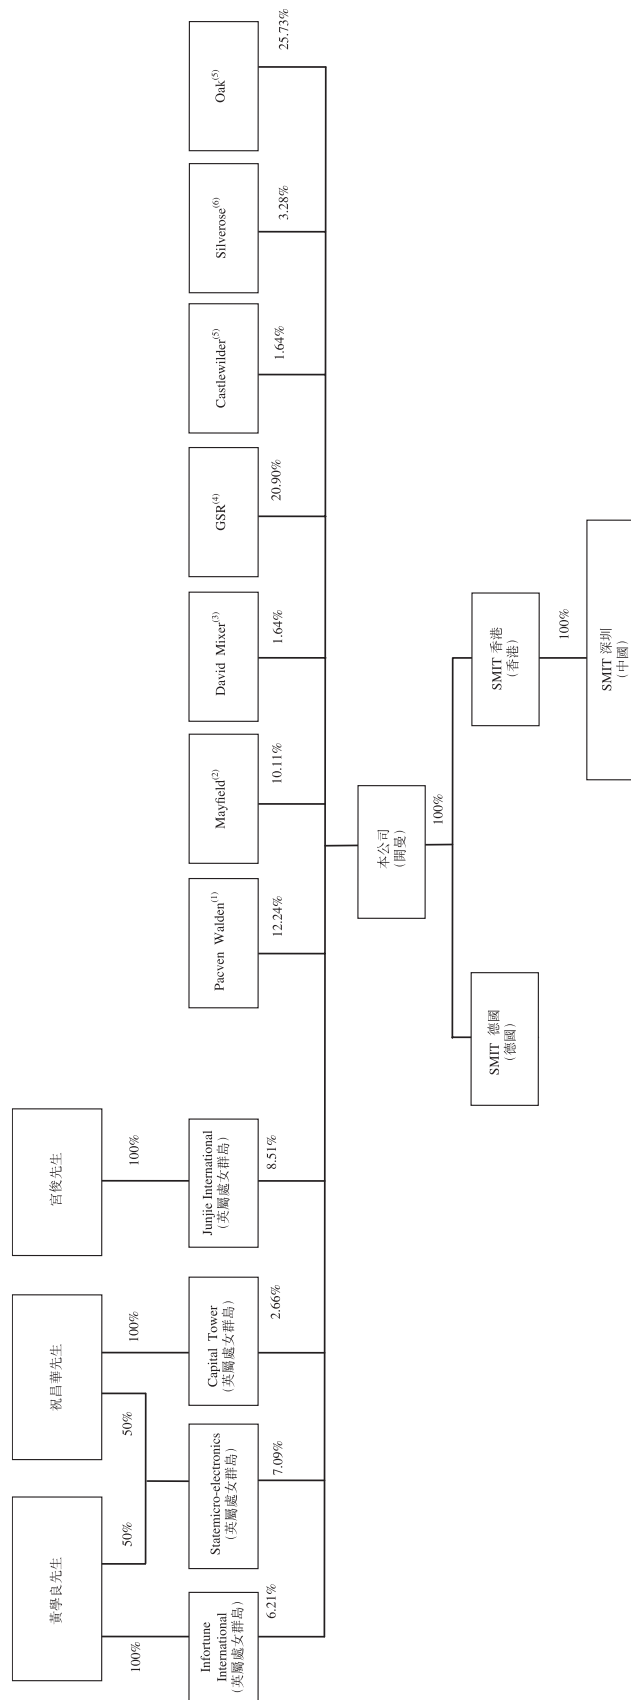 黃學良先生
祝昌華先生
宮俊先生
100%
50%
50%
100%
100%
Infortune
International
（英屬處女群島）
Statemicro-electronics
（英屬處女群島）
Capital Tower
（英屬處女群島）
Junjie International
（英屬處女群島）
Pacven Walden(1)
Mayfield(2)
David Mixer(3)
GSR(4)
Castlewilder(5)
Silverose(6)
Oak(5)
6.21%
7.09%
2.66%
8.51%
12.24%
10.11%
1.64%
20.90%
1.64%
3.28%
25.73%
本公司
（開曼）
100%
SMIT 德國
（德國）
SMIT 香港
（香港）
100%
SMIT 深圳
（中國）